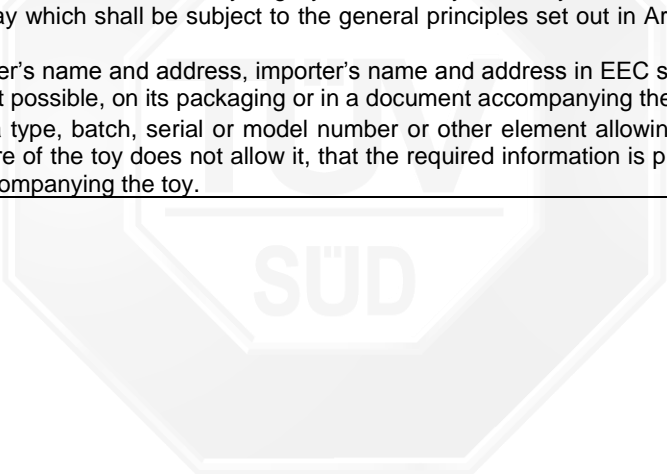 ay which shall be subject to the general principles set out in Ar
er's name and address, importer's name and address in EEC s
t possible, on its packaging or in a document accompanying the
a type, batch, serial or model number or other element allowin
re of the toy does not allow it, that the required information is p
companying the toy.
TÜV
SÜD